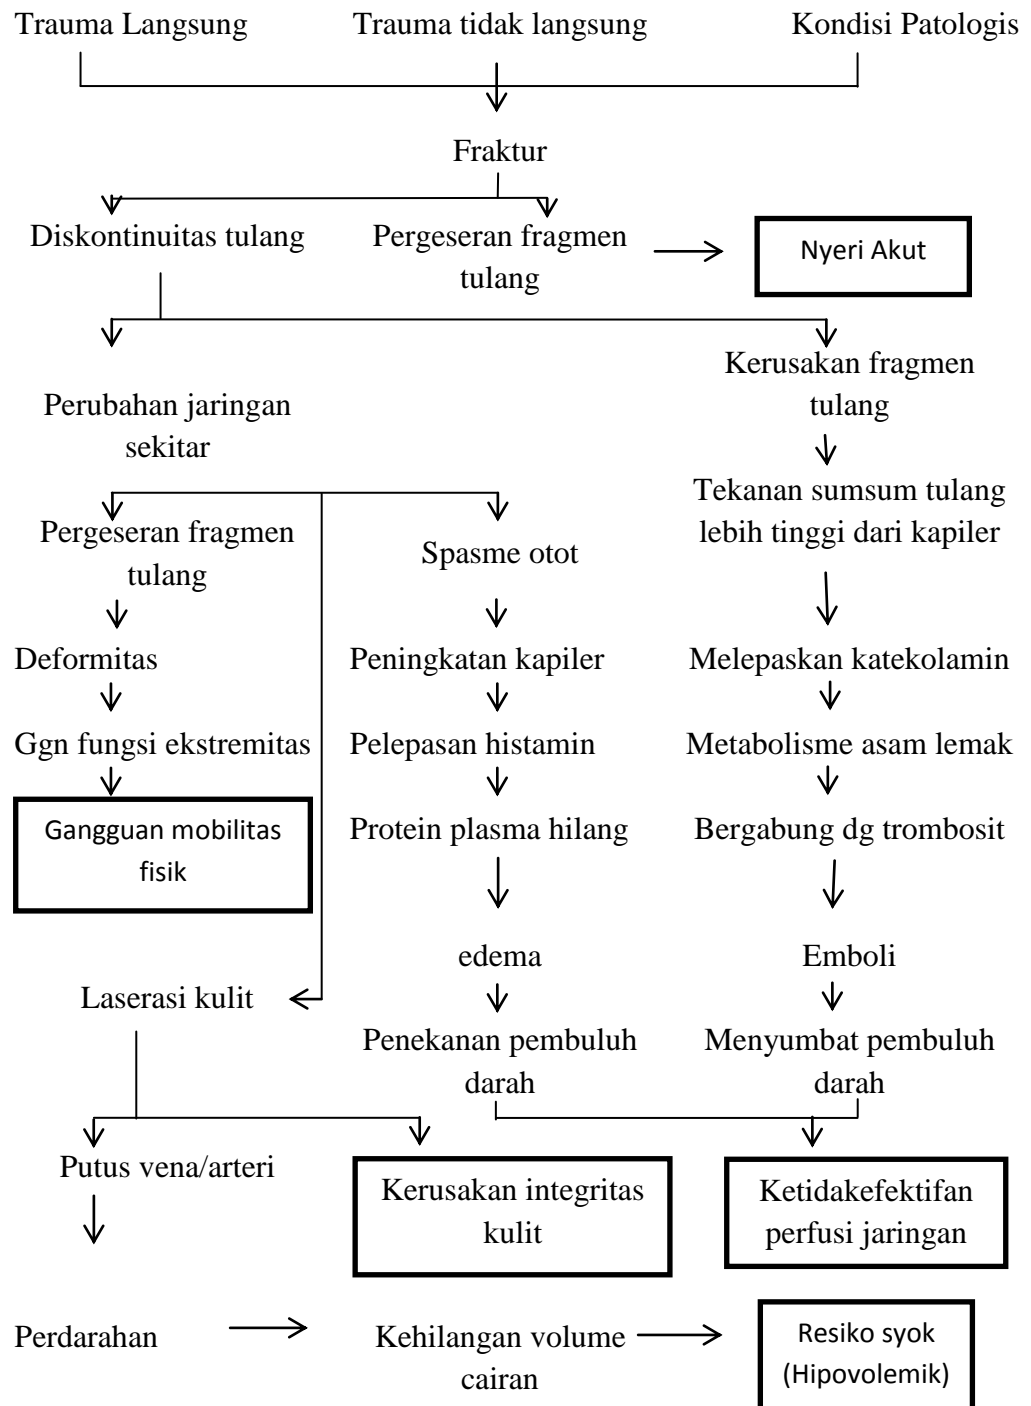 Trauma Langsung
Trauma tidak langsung
Kondisi Patologis
Fraktur
Diskontinuitas tulang
Pergeseran fragmen
tulang
Nyeri Akut
Perubahan jaringan
sekitar
Kerusakan fragmen
tulang
Pergeseran fragmen
tulang
Spasme otot
Tekanan sumsum tulang
lebih tinggi dari kapiler
Deformitas
Peningkatan kapiler
Melepaskan katekolamin
Ggn fungsi ekstremitas
Pelepasan histamin
Metabolisme asam lemak
Gangguan mobilitas
fisik
Protein plasma hilang
Bergabung dg trombosit
Laserasi kulit
edema
Emboli
Penekanan pembuluh
darah
Menyumbat pembuluh
darah
Putus vena/arteri
Kerusakan integritas
kulit
Ketidakefektifan
perfusi jaringan
Perdarahan
Kehilangan volume
cairan
Resiko syok
(Hipovolemik)